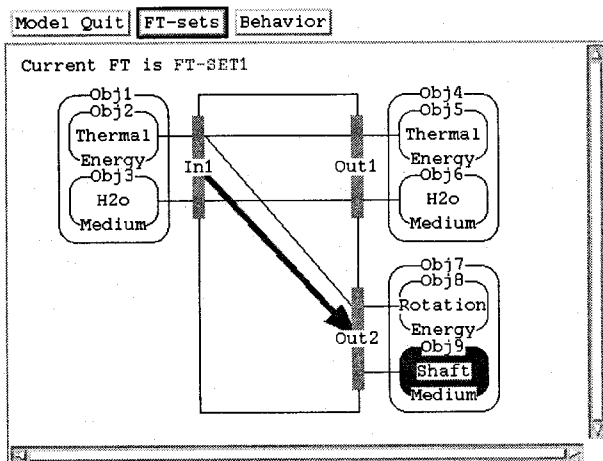 Model Quit FT-sets Behavior
Current FT is FT-SET1
Obj1
Obj2
Thermal
Energy
Obj3
H2o
Medium
In1
Out1
Obj4
Obj5
Thermal
Energy
Obj6
H2o
Medium
Obj7
Obj8
Rotation
Energy
Out2
Obj9
Shaft
Medium